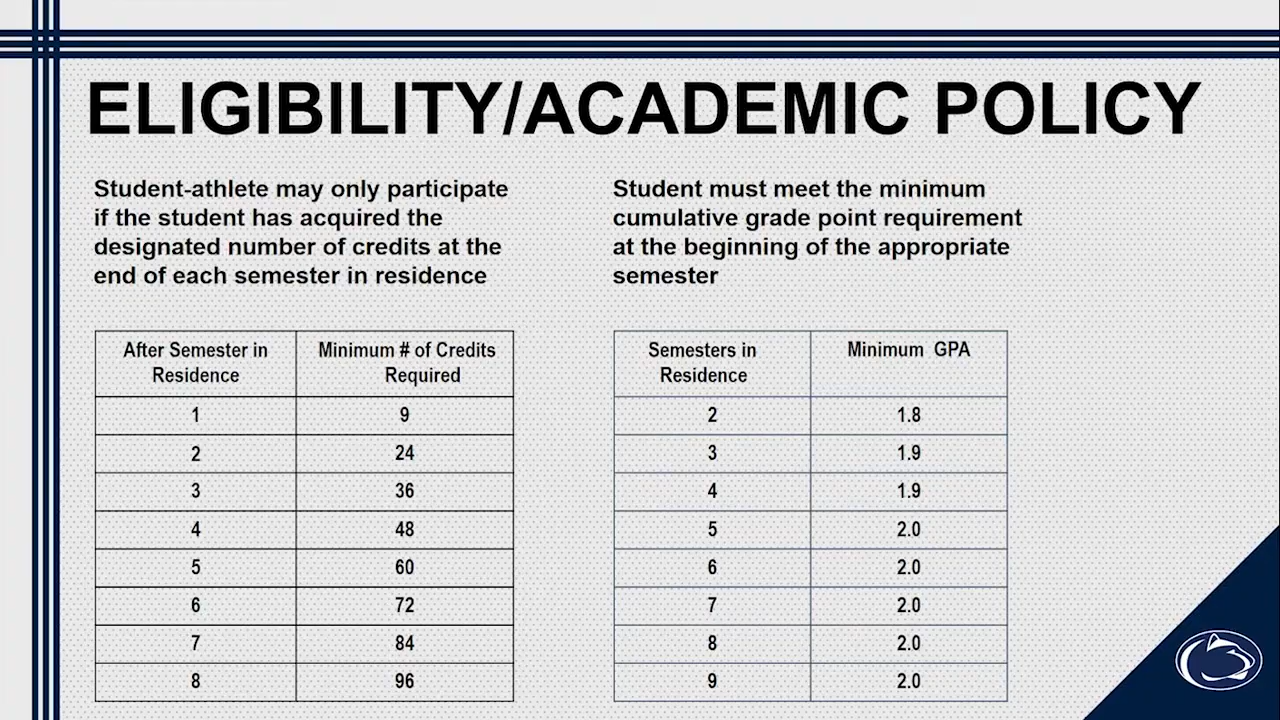 ELIGIBILITY/ACADEMIC POLICY
Student-athlete may only participate
if the student has acquired the
designated number of credits at the
end of each semester in residence
After Semester in Minimum # of Credits
Residence Required
1 9
2 24
3 36
4 48
5 60
6 72
7 84
8 96
Student must meet the minimum
cumulative grade point requirement
at the beginning of the appropriate
semester
Semesters in Minimum GPA
Residence
2 1.8
3 1.9
4 1.9
5 2.0
6 2.0
7 2.0
8 2.0
9 2.0